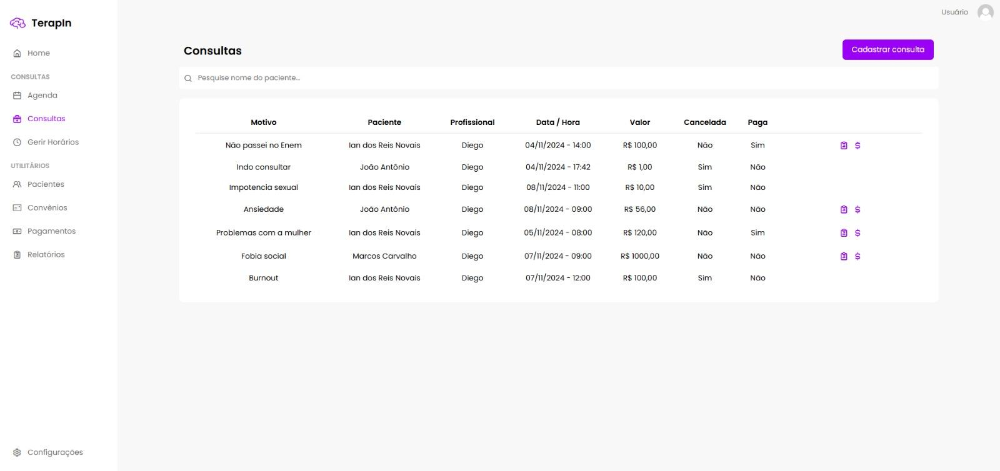 TerapIn
Usuário
Home
CONSULTAS
Agenda
Consultas
Gerir Horários
UTILITÁRIOS
Pacientes
Convênios
Pagamentos
Relatórios
Configurações
Consultas
Cadastrar consulta
Pesquise nome do paciente...
Motivo Paciente Profissional Data / Hora Valor Cancelada Paga
Não passei no Enem Ian dos Reis Novais Diego 04/11/2024 - 14:00 R$ 100,00 Não Sim
Indo consultar João Antônio Diego 04/11/2024 - 17:42 R$ 1,00 Sim Não
Impotencia sexual Ian dos Reis Novais Diego 08/11/2024 - 11:00 R$ 10,00 Sim Não
Ansiedade João Antônio Diego 08/11/2024 - 09:00 R$ 56,00 Não Não
Problemas com a mulher Ian dos Reis Novais Diego 05/11/2024 - 08:00 R$ 120,00 Não Sim
Fobia social Marcos Carvalho Diego 07/11/2024 - 09:00 R$ 1000,00 Não Não
Burnout Ian dos Reis Novais Diego 07/11/2024 - 12:00 R$ 100,00 Sim Não